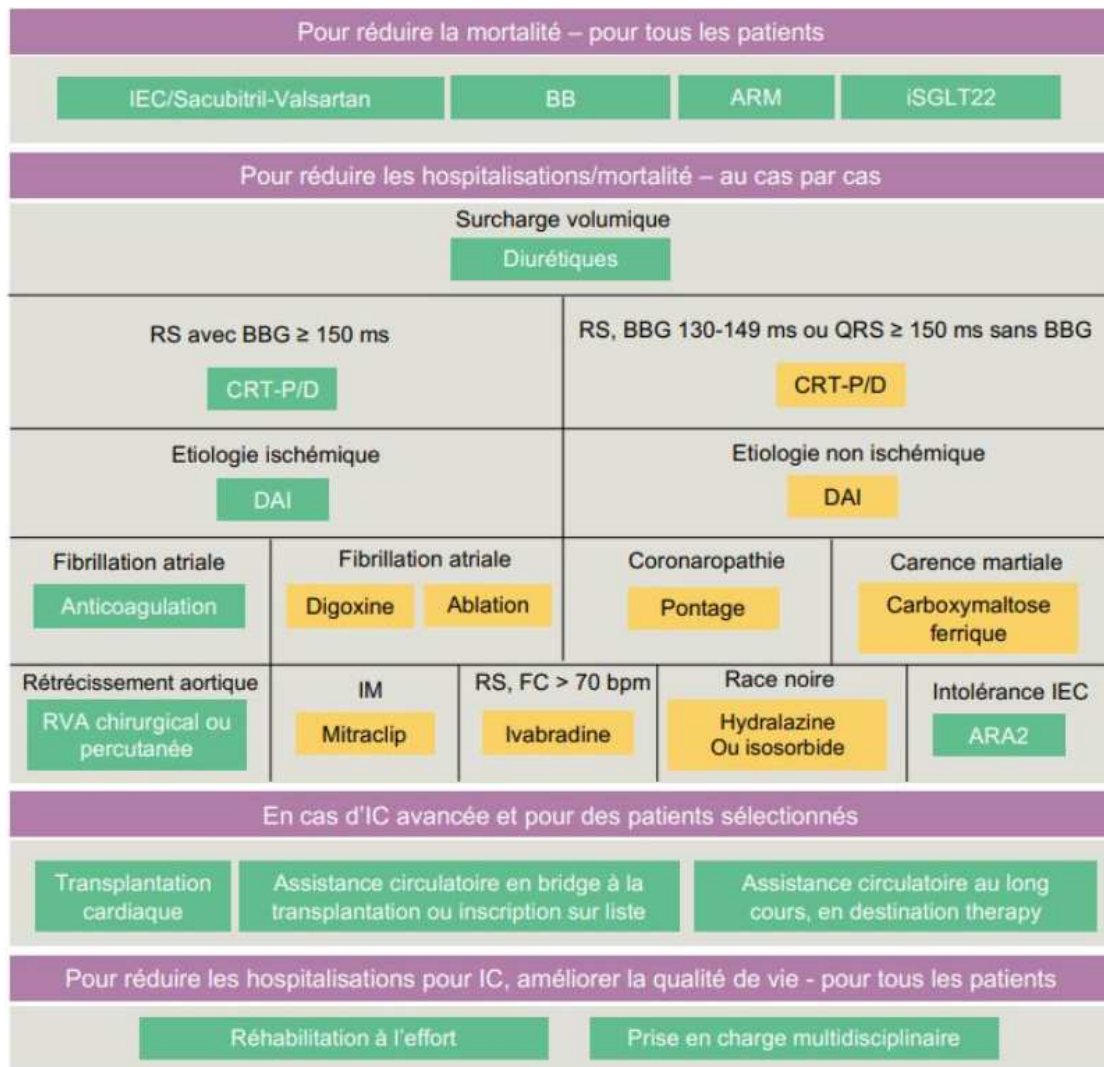 Pour réduire la mortalité – pour tous les patients
IEC/Sacubitril-Valsartan
BB
ARM
iSGLT22
Pour réduire les hospitalisations/mortalité – au cas par cas
Surcharge volumique
Diurétiques
RS avec BBG ≥ 150 ms
CRT-P/D
RS, BBG 130-149 ms ou QRS ≥ 150 ms sans BBG
CRT-P/D
Etiologie ischémique
DAI
Etiologie non ischémique
DAI
Fibrillation atriale
Anticoagulation
Fibrillation atriale
Digoxine
Ablation
Coronaropathie
Pontage
Carence martiale
Carboxymaltose
ferrique
Rétrécissement aortique
RVA chirurgical ou
percutanée
IM
Mitraclip
RS, FC > 70 bpm
Ivabradine
Race noire
Hydralazine
Ou isosorbide
Intolérance IEC
ARA2
En cas d'IC avancée et pour des patients sélectionnés
Transplantation
cardiaque
Assistance circulatoire en bridge à la
transplantation ou inscription sur liste
Assistance circulatoire au long
cours, en destination therapy
Pour réduire les hospitalisations pour IC, améliorer la qualité de vie - pour tous les patients
Réhabilitation à l'effort
Prise en charge multidisciplinaire